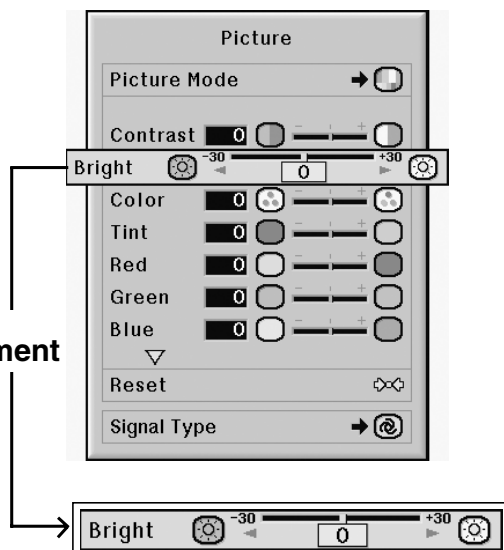 Picture
Picture Mode
Contrast 0 - +
Bright -30 0 +30
Color 0 - +
Tint 0 - +
Red 0 - +
Green 0 - +
Blue 0 - +
ment
Reset
Signal Type
Bright -30 0 +30